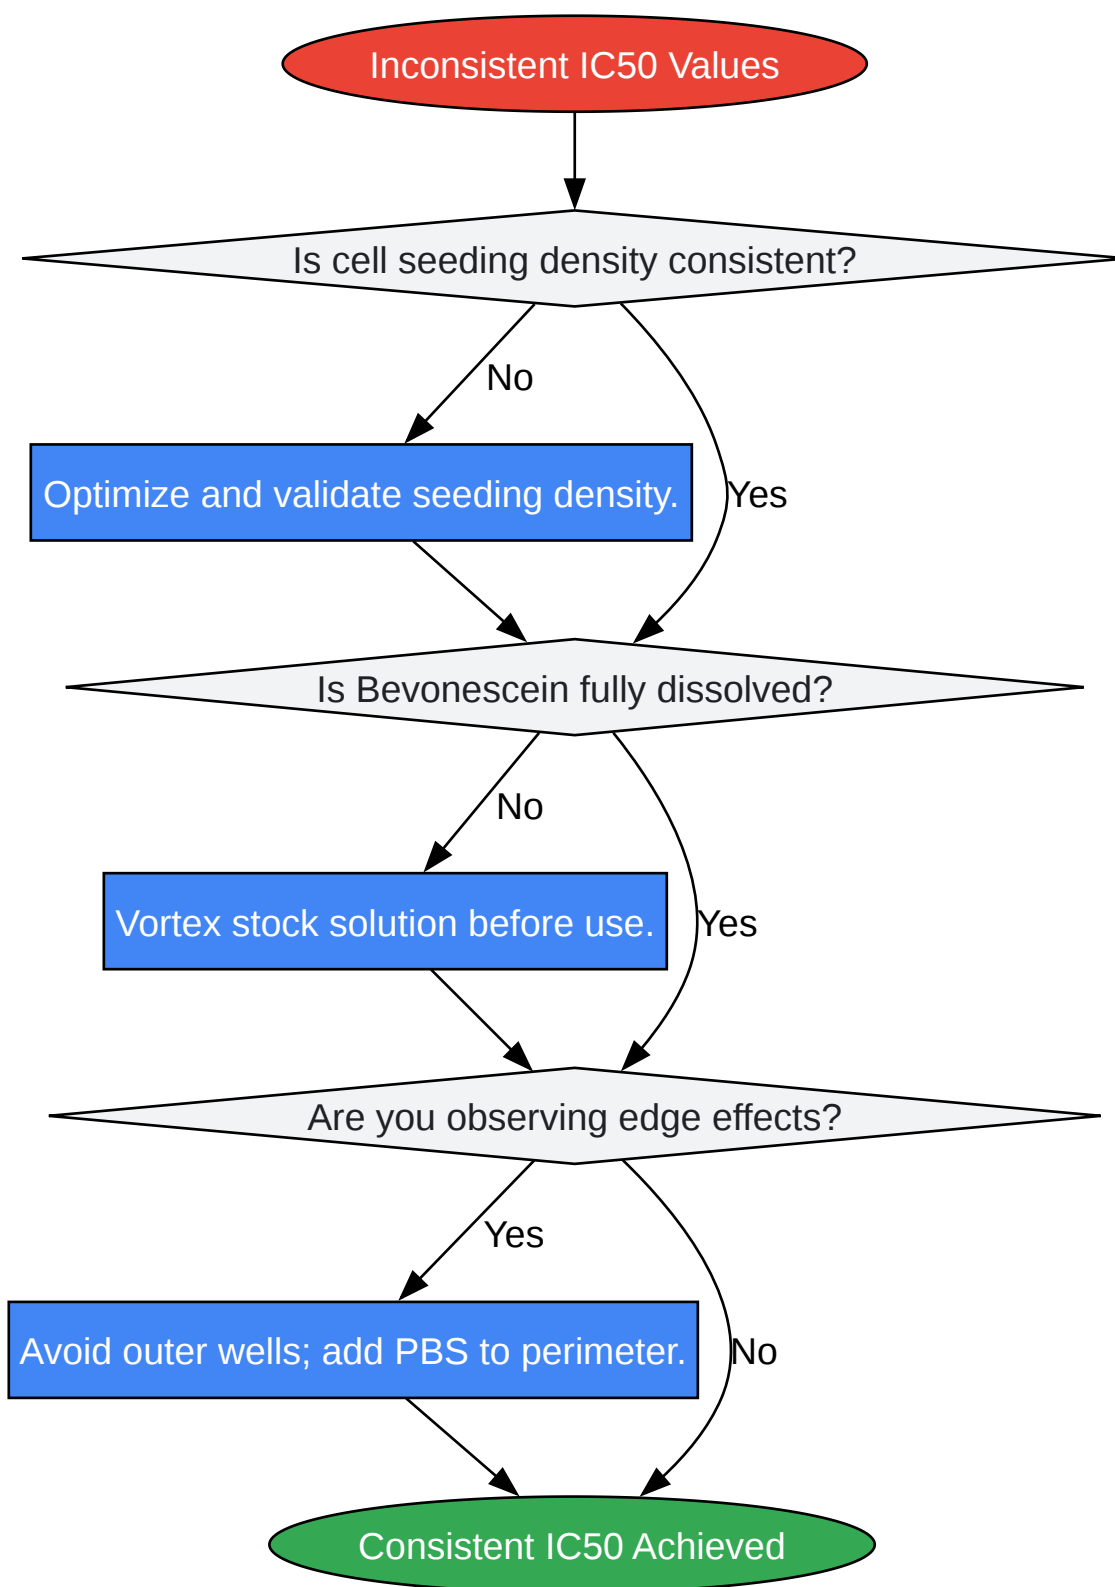 Inconsistent IC50 Values
Is cell seeding density consistent?
No
Optimize and validate seeding density.
Yes
Is Bevonescein fully dissolved?
No
Vortex stock solution before use.
Yes
Are you observing edge effects?
Yes
Avoid outer wells; add PBS to perimeter.
No
Consistent IC50 Achieved